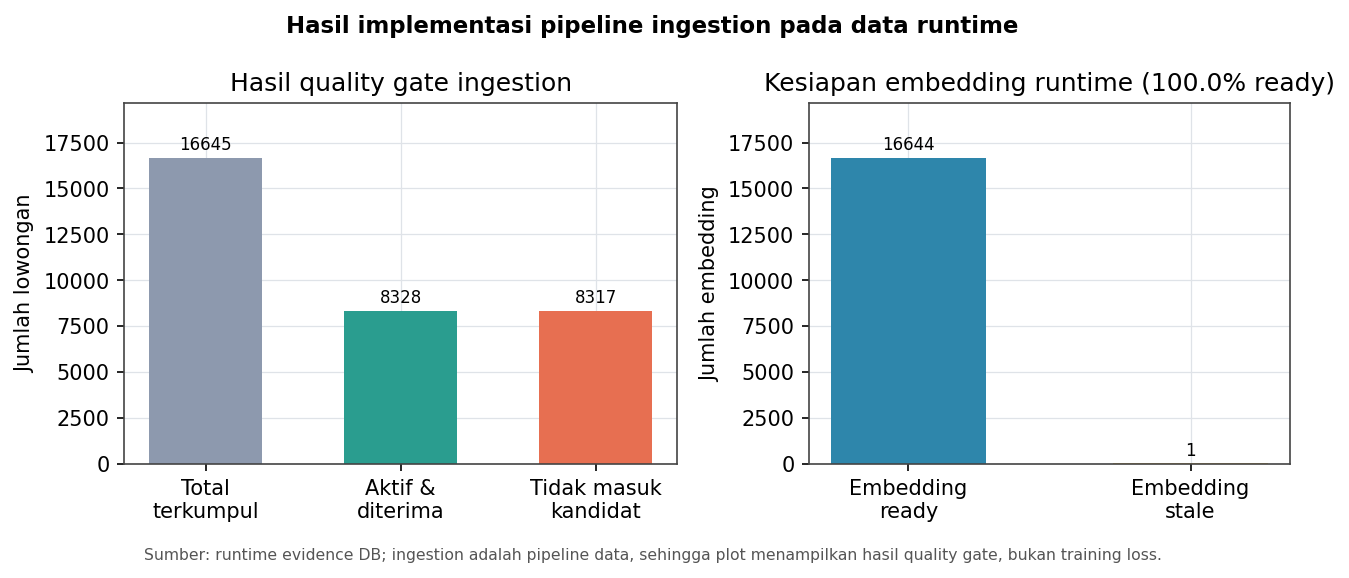 Hasil implementasi pipeline ingestion pada data runtime
Hasil quality gate ingestion
Jumlah lowongan
17500
15000
12500
10000
7500
5000
2500
0
16645
8328
8317
Total
terkumpul
Aktif &
diterima
Tidak masuk
kandidat
Kesiapan embedding runtime (100.0% ready)
Jumlah embedding
17500
15000
12500
10000
7500
5000
2500
0
16644
1
Embedding
ready
Embedding
stale
Sumber: runtime evidence DB; ingestion adalah pipeline data, sehingga plot menampilkan hasil quality gate, bukan training loss.